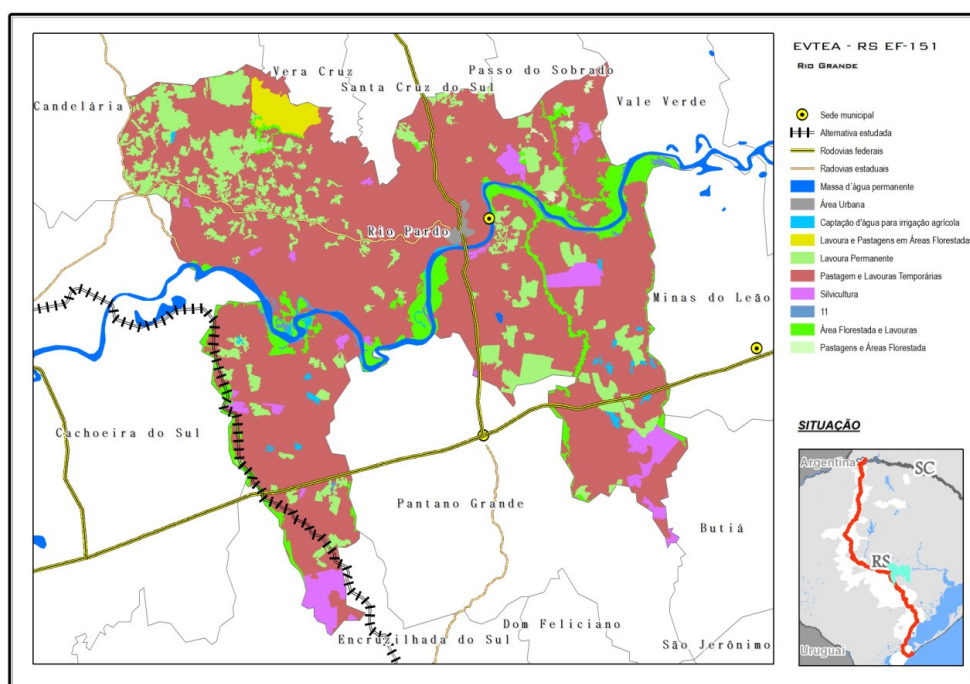 EVTEA - RS EF-151
RIO GRANDE
Vera Cruz
Passo do Sobrado
Santa Cruz do Sul
Candelária
Vale Verde
Rio Pardo
Minas do Leão
Cachoeira do Sul
Pantano Grande
Butiá
Dom Feliciano
Encruzilhada do Sul
São Jerônimo
Sede municipal
Alternativa estudada
Rodovias federais
Radovias estaduais
Massa d´água permanente
Área Urbana
Captação d'água para irrigação agrícola
Lavoura e Pastagens em Áreas Florestadas
Lavoura Permanente
Pastagem e Lavouras Temporárias
Silvicultura
11
Área Florestada e Lavouras
Pastagens e Áreas Florestada
SITUAÇÃO
Argentina
SC
RS
Uruguai